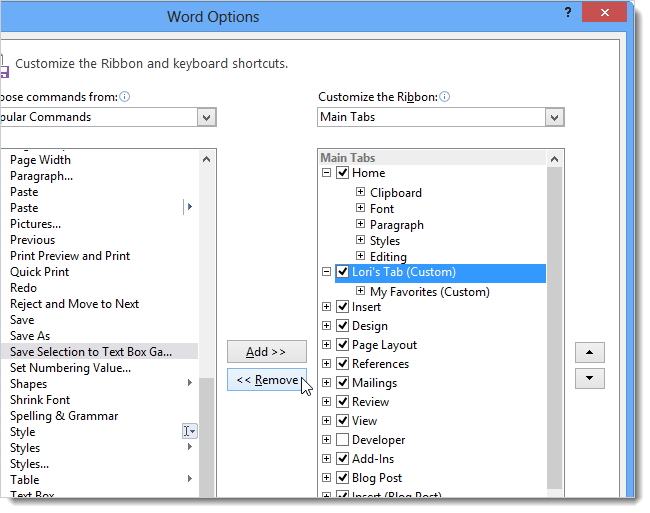 Word Options
?
Customize the Ribbon and keyboard shortcuts.
oose commands from:
pular Commands
Page Width
Paragraph...
Paste
Paste
Pictures...
Previous
Print Preview and Print
Quick Print
Redo
Reject and Move to Next
Save
Save As
Save Selection to Text Box Ga...
Set Numbering Value...
Shapes
Shrink Font
Spelling & Grammar
Style
Styles
Styles...
Table
Text Box
Add >>
<< Remove
Customize the Ribbon:
Main Tabs
Main Tabs
Home
Clipboard
Font
Paragraph
Styles
Editing
Lori's Tab (Custom)
My Favorites (Custom)
Insert
Design
Page Layout
References
Mailings
Review
View
Developer
Add-Ins
Blog Post
Insert (Blog Post)